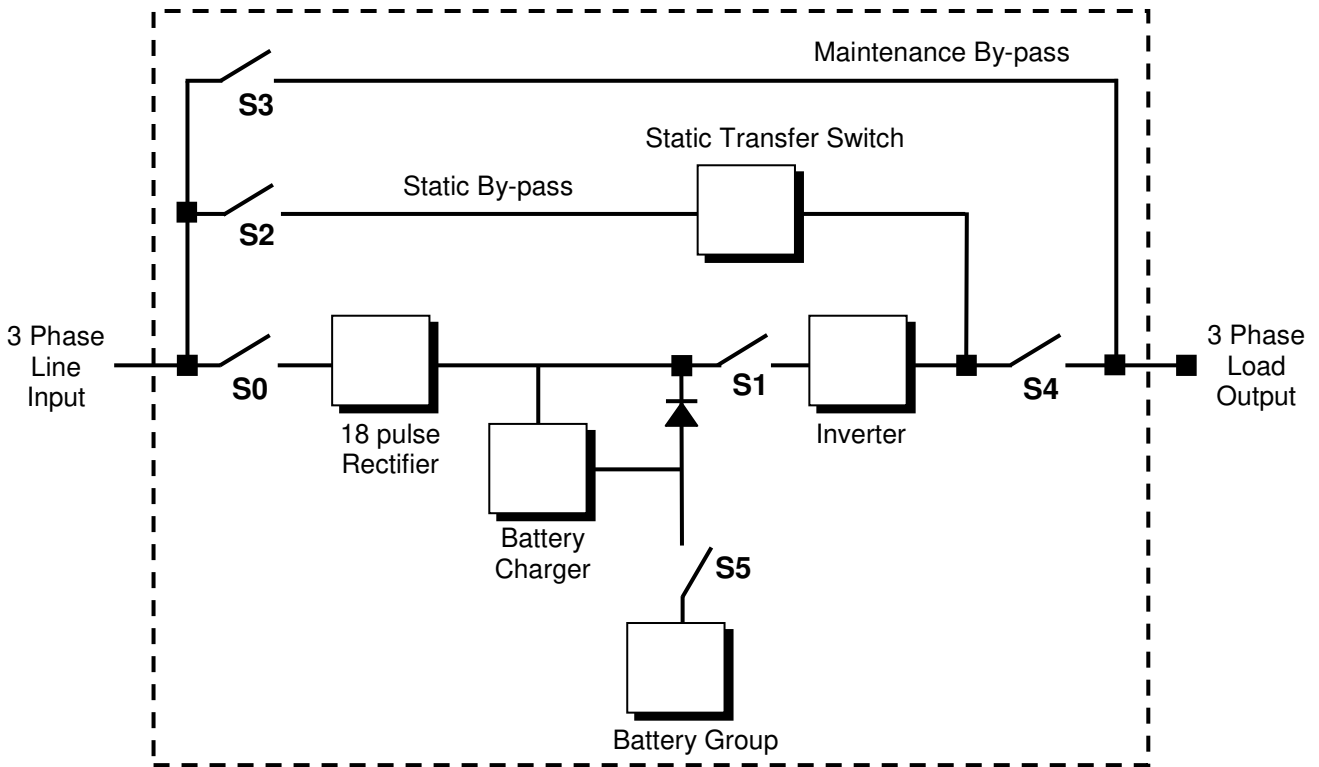 Maintenance By-pass
S3
Static Transfer Switch
Static By-pass
S2
3 Phase
Line
Input
S0
18 pulse
Rectifier
S1
Inverter
S4
3 Phase
Load
Output
Battery
Charger
S5
Battery Group